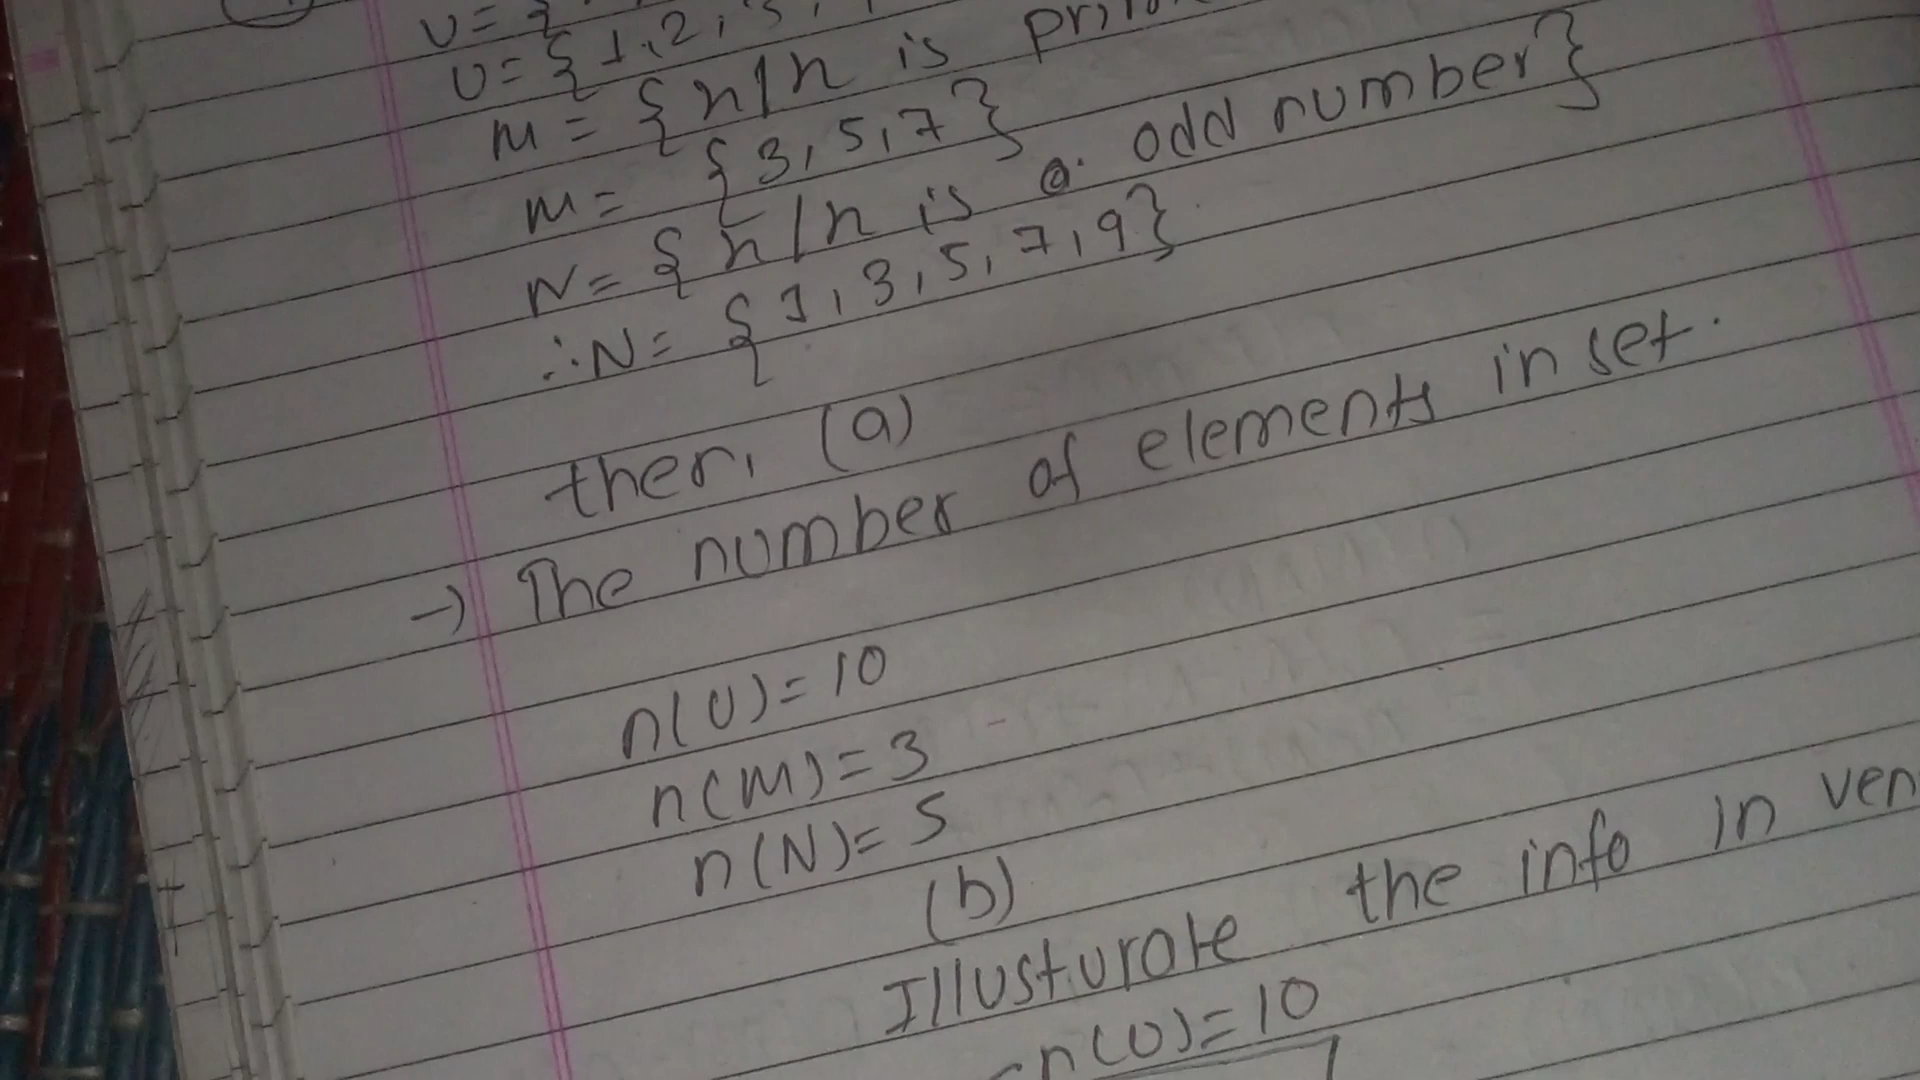 U= {
U= {1,2,3,
M = {n/n is
M = {3,5,7}
N= {n/n is a odd number}
∴N= {1,3,5,7,9}
then, (a)
→ The number of elements in set.
n(U)=10
n(M)=3
n(N)=5
(b)
Illusturate the info in ven
n(U)=10